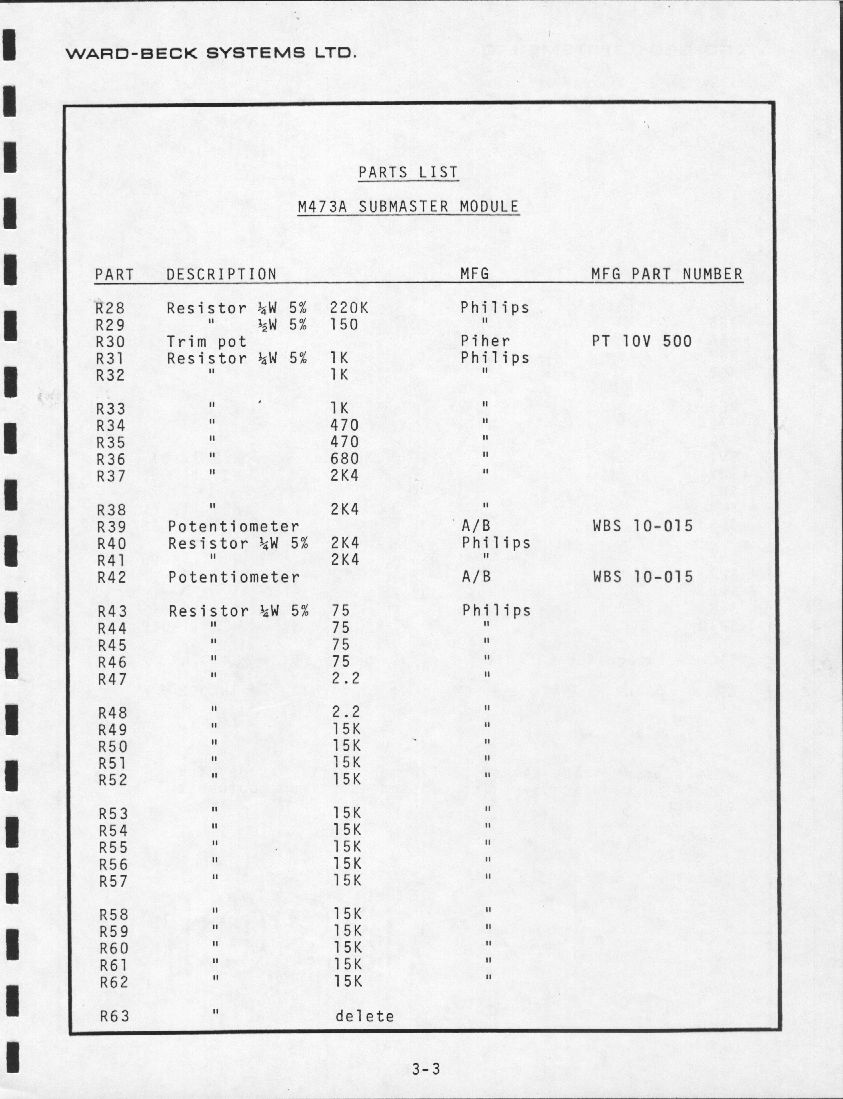 WARD-BECK SYSTEMS LTD.
PARTS LIST
M473A SUBMASTER MODULE
PART DESCRIPTION MFG MFG PART NUMBER
R28 Resistor ¼W 5% 220K Philips
R29 " ½W 5% 150 "
R30 Trim pot Piher PT 10V 500
R31 Resistor ¼W 5% 1K Philips
R32 " 1K "
R33 " 1K "
R34 " 470 "
R35 " 470 "
R36 " 680 "
R37 " 2K4 "
R38 " 2K4 "
R39 Potentiometer A/B WBS 10-015
R40 Resistor ¼W 5% 2K4 Philips
R41 " 2K4 "
R42 Potentiometer A/B WBS 10-015
R43 Resistor ¼W 5% 75 Philips
R44 " 75 "
R45 " 75 "
R46 " 75 "
R47 " 2.2 "
R48 " 2.2 "
R49 " 15K "
R50 " 15K "
R51 " 15K "
R52 " 15K "
R53 " 15K "
R54 " 15K "
R55 " 15K "
R56 " 15K "
R57 " 15K "
R58 " 15K "
R59 " 15K "
R60 " 15K "
R61 " 15K "
R62 " 15K "
R63 " delete
3-3